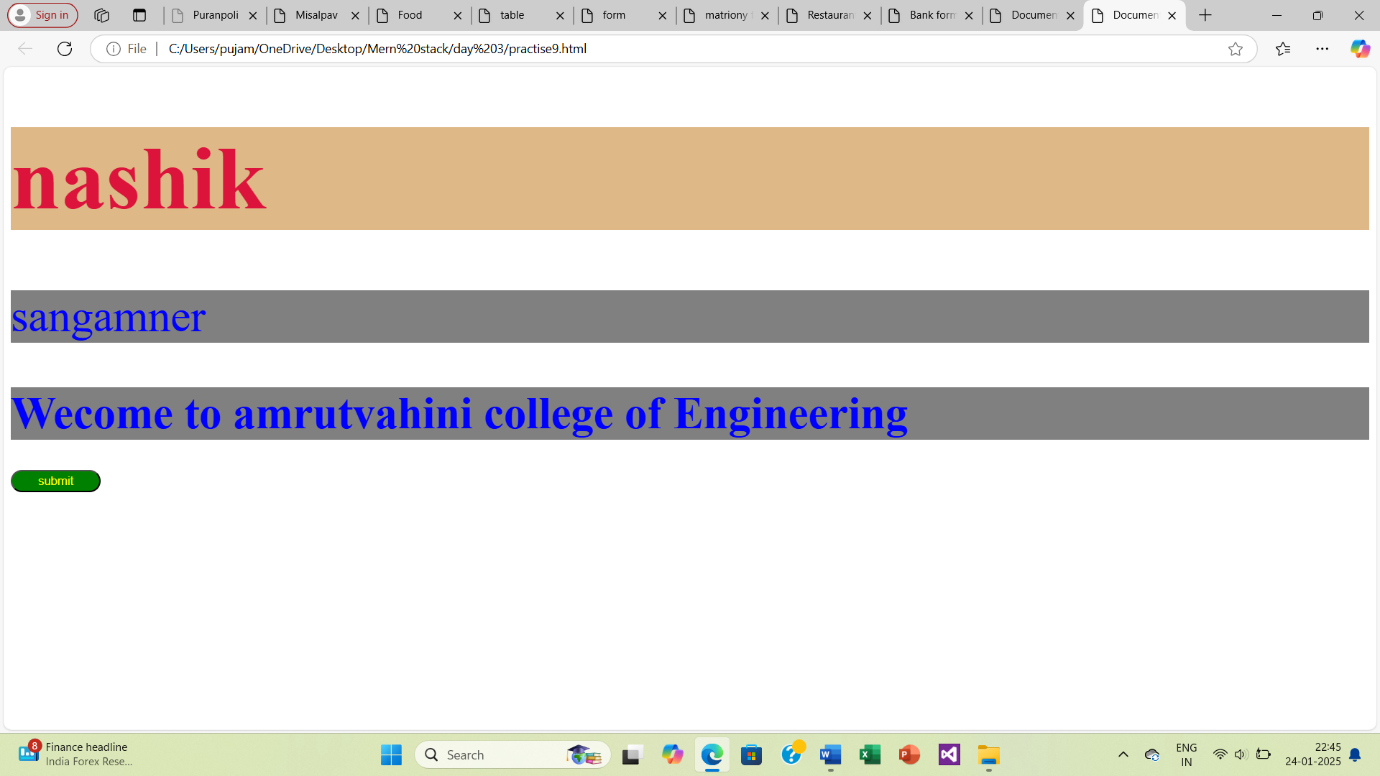 Sign in
Puranpoli
Misalpav
Food
table
form
matriony
Restauran
Bank form
Documen
Documen
File
C:/Users/pujam/OneDrive/Desktop/Mern%20stack/day%203/practise9.html
nashik
sangamner
Wecome to amrutvahini college of Engineering
submit
8
Finance headline
India Forex Rese...
Search
ENG
IN
22:45
24-01-2025